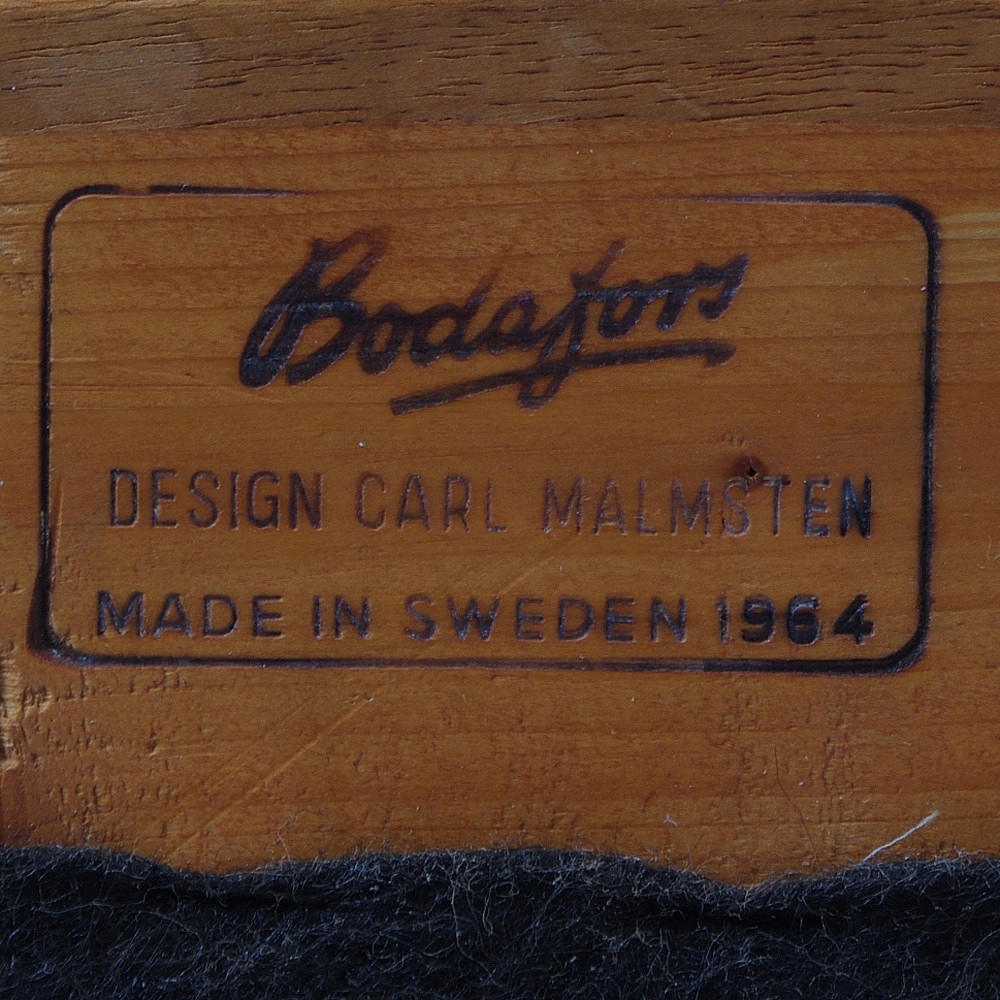 Bodafors
DESIGN CARL MALMSTEN
MADE IN SWEDEN 1964